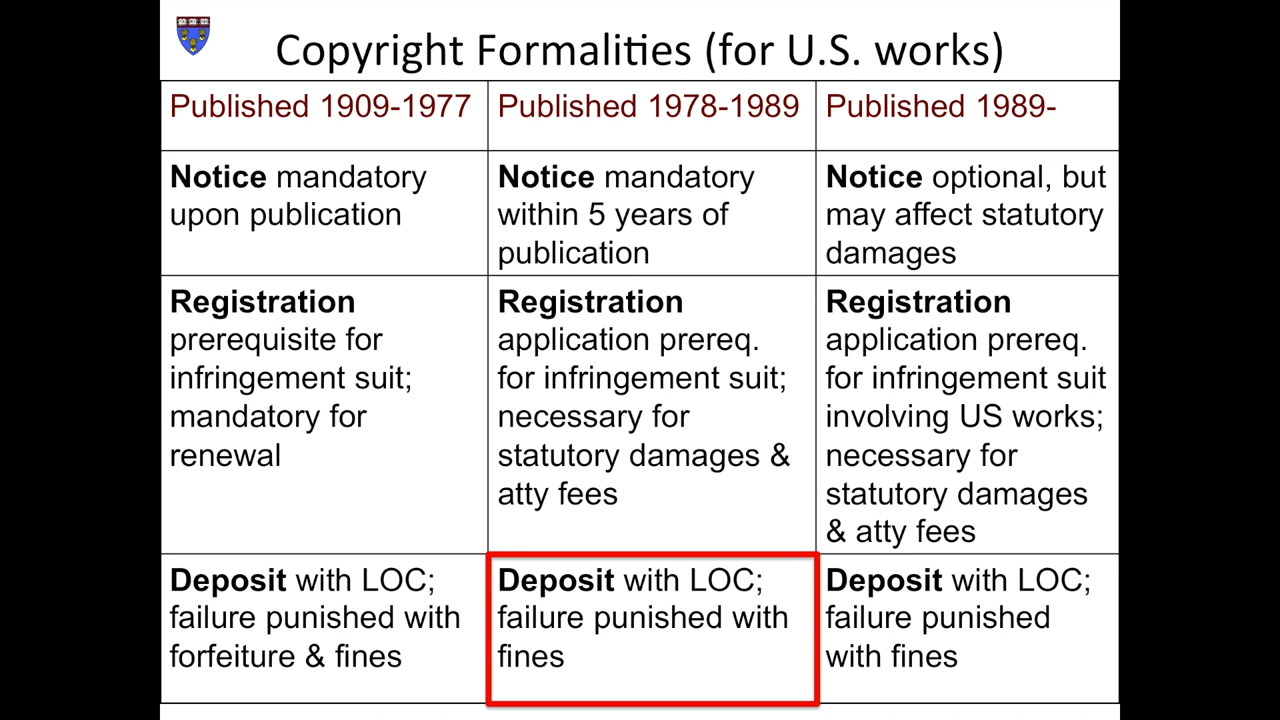 Copyright Formalities (for U.S. works)
Published 1909-1977
Published 1978-1989
Published 1989-
Notice mandatory
upon publication
Notice mandatory
within 5 years of
publication
Notice optional, but
may affect statutory
damages
Registration
prerequisite for
infringement suit;
mandatory for
renewal
Registration
application prereq.
for infringement suit;
necessary for
statutory damages &
atty fees
Registration
application prereq.
for infringement suit
involving US works;
necessary for
statutory damages
& atty fees
Deposit with LOC;
failure punished with
forfeiture & fines
Deposit with LOC;
failure punished with
fines
Deposit with LOC;
failure punished
with fines